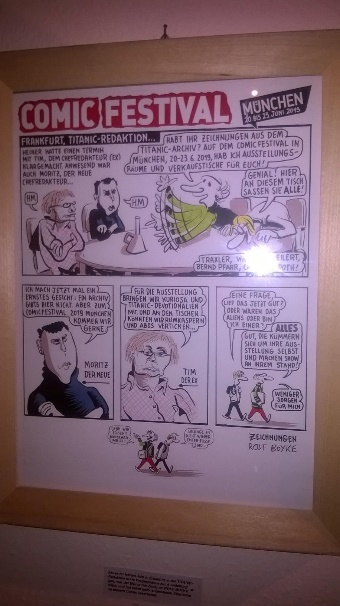 COMIC FESTIVAL
MÜNCHEN
20 BIS 23. JUNI 2019
FRANKFURT, TITANIC-REDAKTION...
HEINER HATTE EINEN TERMIN
MIT TIM, DEM CHEFREDAKTEUR (EX)
KLARGEMACHT. ANWESEND WAR
AUCH MORITZ, DER NEUE
CHEFREDAKTEUR...
HABT IHR ZEICHNUNGEN AUS DEM
TITANIC-ARCHIV? AUF DEM COMICFESTIVAL IN
MÜNCHEN, 20-23.6.2019, HAB ICH AUSSTELLUNGS-
RÄUME UND VERKAUFSTISCHE FÜR EUCH!
GENIAL! HIER
AN DIESEM TISCH
SASSEN SIE ALLE!
HM
HM
TRAXLER,
BERND PFARR,
ICH MACH JETZT MAL EIN
ERNSTES GESICHT: EM ARCHIV
GIBTS HIER NICHT. ABER ZUM
COMICFESTIVAL 2019 MÜNCHEN
KOMMEN WIR
GERNE.
MORITZ
DER NEUE
FÜR DIE AUSSTELLUNG
BRINGEN WIR KURIOSA UND
TITANIC-DEVOTIONALIEN
MIT UND AN DEN TISCHEN
KÖNNEN WIR RUMKASPERN
UND ABOS VERTICKEN...
TIM
DER EX
EINE FRAGE,
LIEF DAS JETZT GUT?
ODER WAREN DAS
ALIENS ODER BIN
ICH EINER?
ALLES
GUT, DIE KÜMMERN
SICH UM IHRE AUS-
STELLUNG SELBST
UND MACHEN SHOW
AN IHREM STAND!
WENIGER
SORGEN
FÜR MICH
ZEICHNUNGEN
ROLF BOYKE